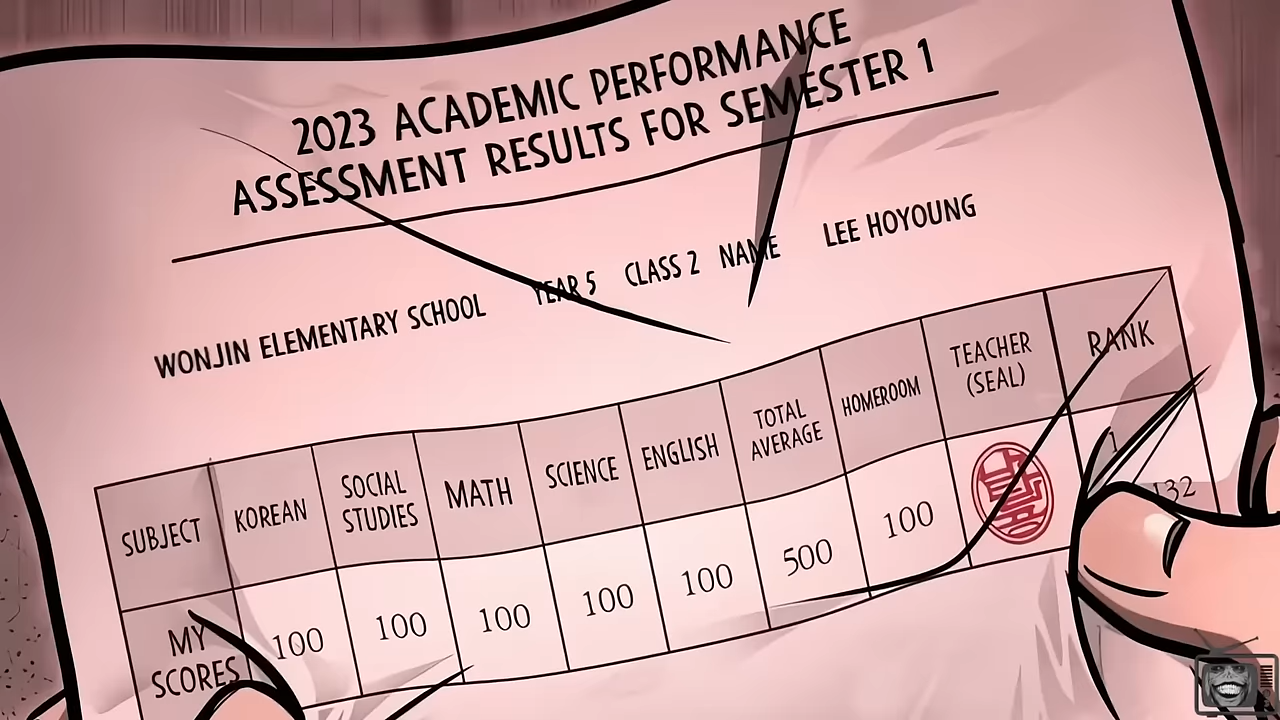 2023 ACADEMIC PERFORMANCE
ASSESSMENT RESULTS FOR SEMESTER 1
WONJIN ELEMENTARY SCHOOL YEAR 5 CLASS 2 NAME LEE HOYOUNG
SUBJECT KOREAN SOCIAL STUDIES MATH SCIENCE ENGLISH TOTAL AVERAGE HOMEROOM TEACHER (SEAL) RANK
MY SCORES 100 100 100 100 100 500 100 1 132